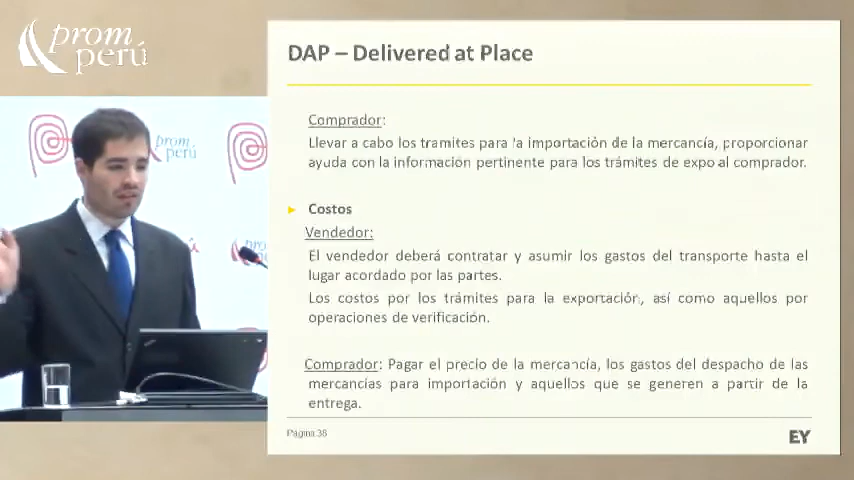 prom
perú
prom
perú
DAP – Delivered at Place
Comprador:
Llevar a cabo los tramites para la importación de la mercancía, proporcionar
ayuda con la información pertinente para los trámites de expo al comprador.
Costos
Vendedor:
El vendedor deberá contratar y asumir los gastos del transporte hasta el
lugar acordado por las partes.
Los costos por los trámites para la exportación, así como aquellos por
operaciones de verificación.
Comprador: Pagar el precio de la mercancía, los gastos del despacho de las
mercancías para importación y aquellos que se generen a partir de la
entrega.
Página 36
EY